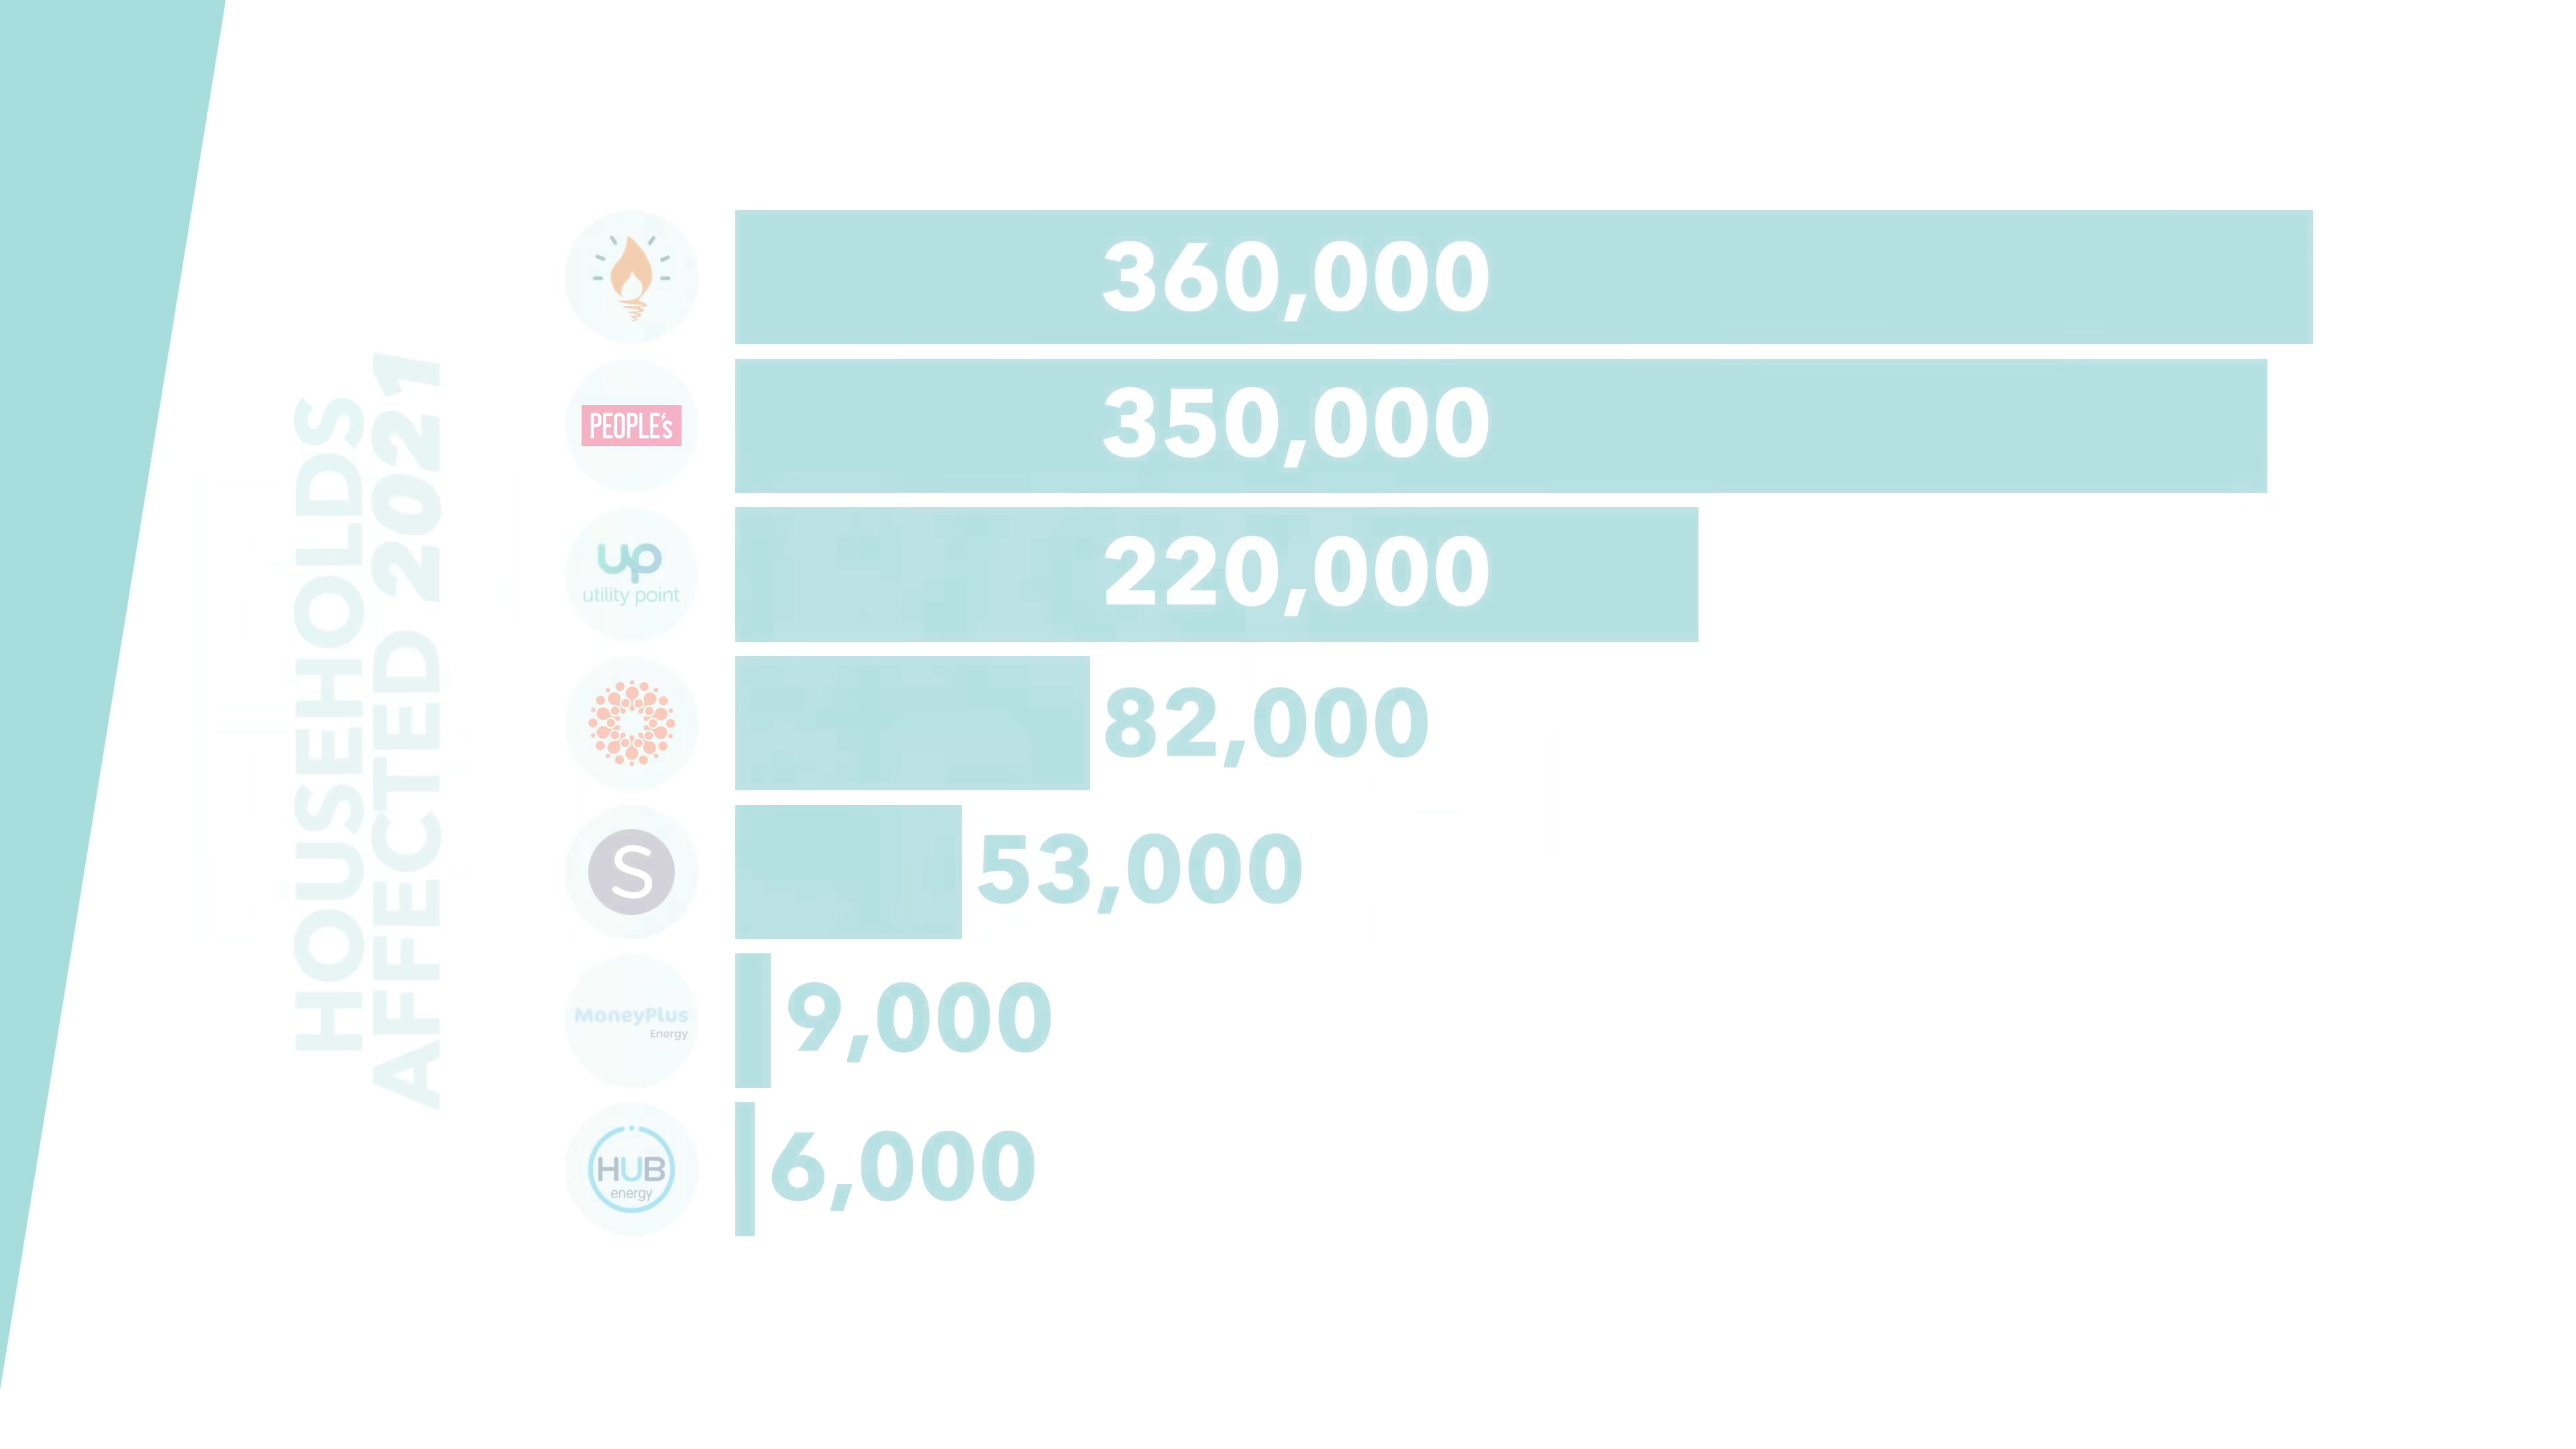 HOUSEHOLDS
AFFECTED 2021
360,000
PEOPLE's
350,000
up
utility point
220,000
82,000
S
53,000
MoneyPlus
Energy
9,000
HUB
energy
6,000